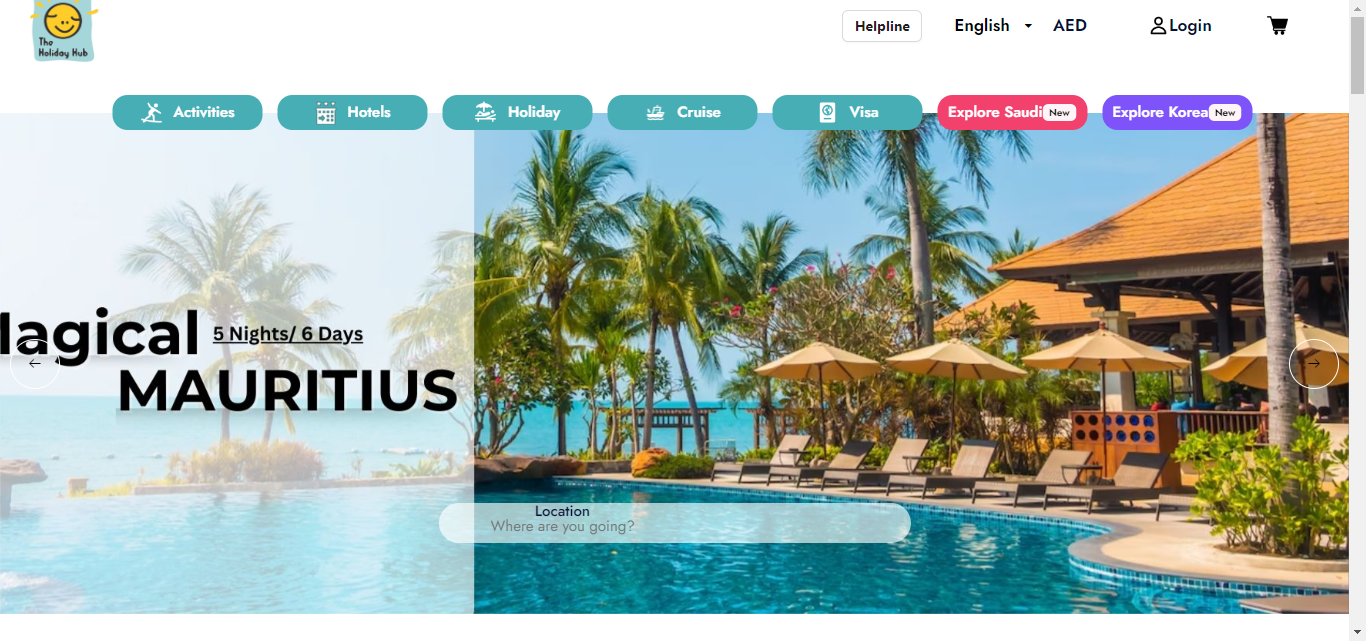 The
Holiday Hub
Helpline
English
AED
Login
Activities
Hotels
Holiday
Cruise
Visa
Explore Saudi New
Explore Korea New
agical 5 Nights/ 6 Days
MAURITIUS
Location
Where are you going?